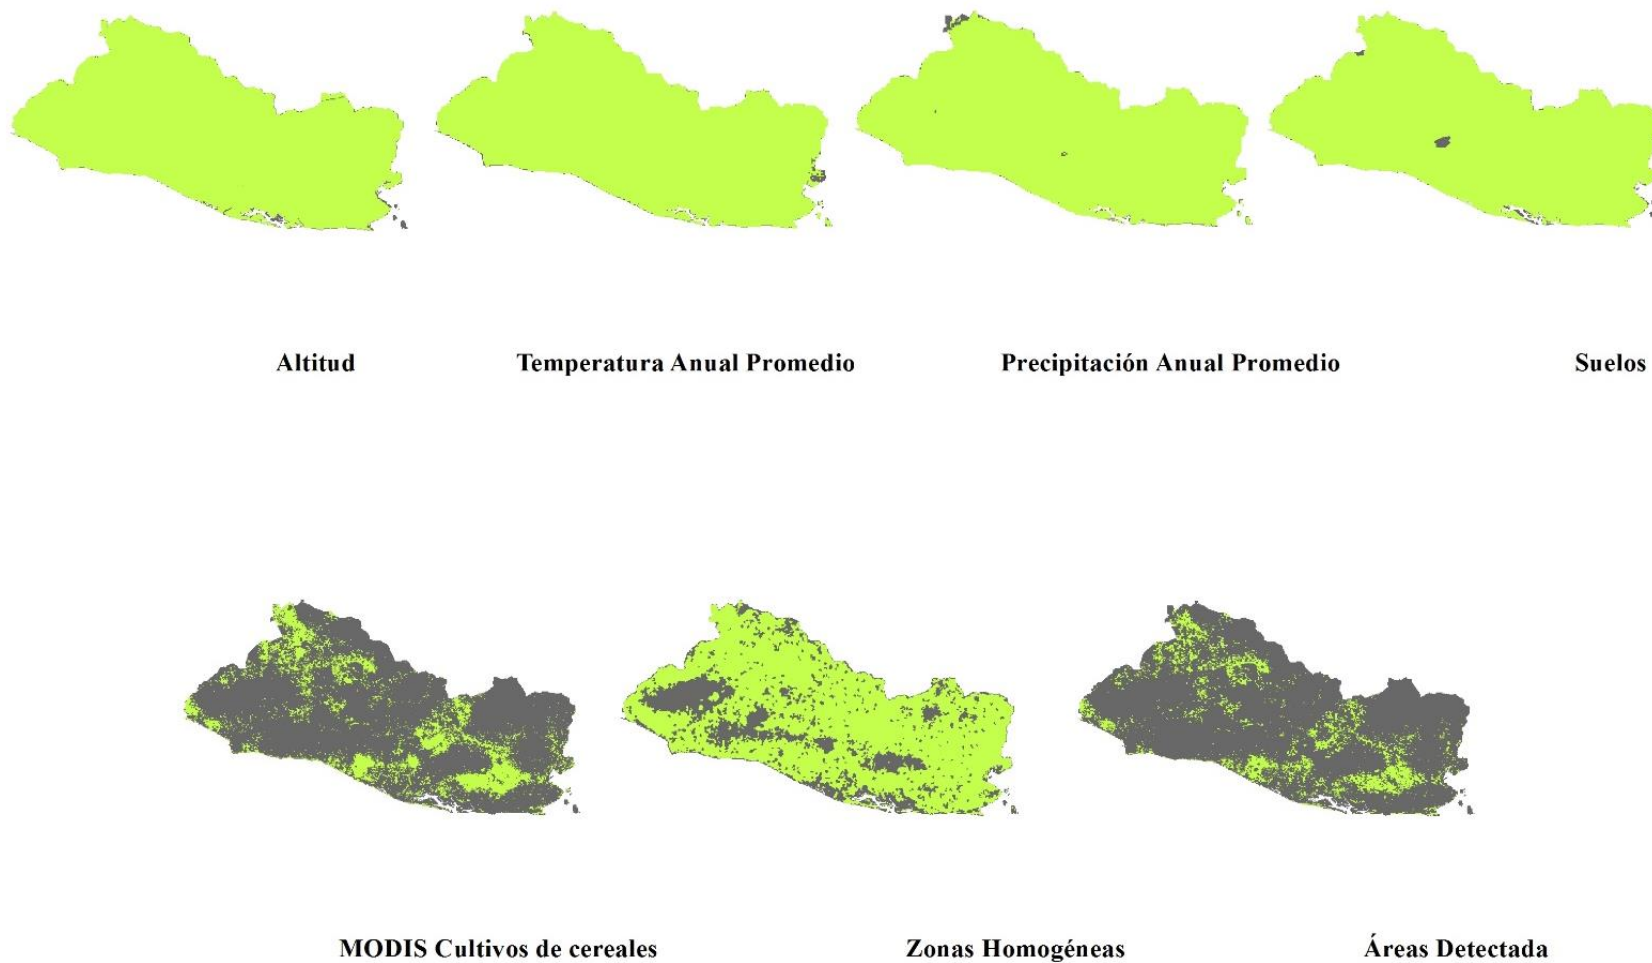 Altitud
Temperatura Anual Promedio
Precipitación Anual Promedio
Suelos
MODIS Cultivos de cereales
Zonas Homogéneas
Áreas Detectada